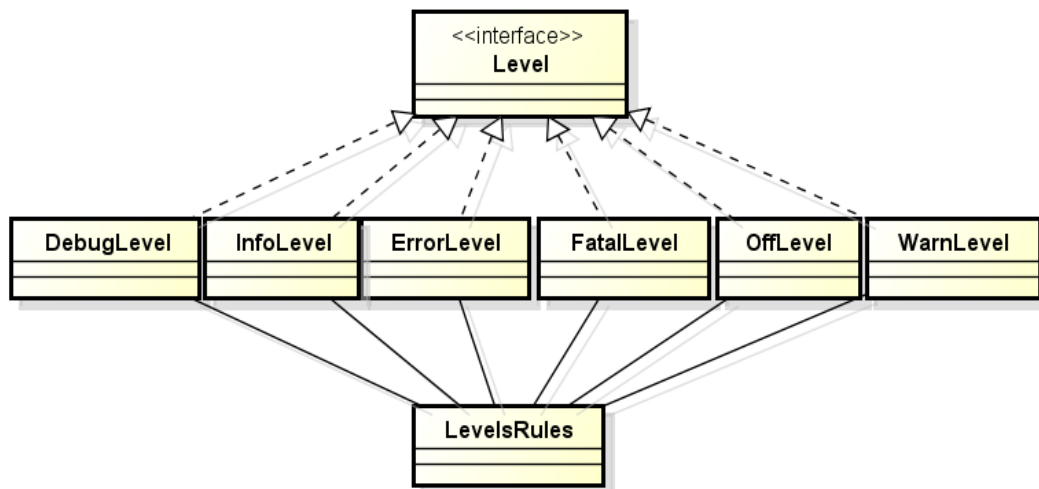 <<interface>>
Level
DebugLevel
InfoLevel
ErrorLevel
FatalLevel
OffLevel
WarnLevel
LevelsRules